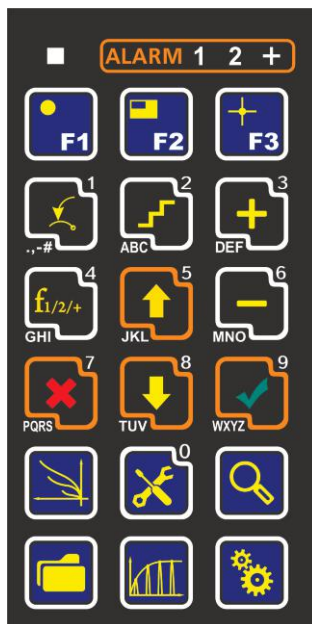 ALARM 1 2 +
F1 F2 F3
1 2 3
.,-# ABC DEF
4 5 6
f1/2/+
GHI JKL MNO
7 8 9
PQRS TUV WXYZ
0